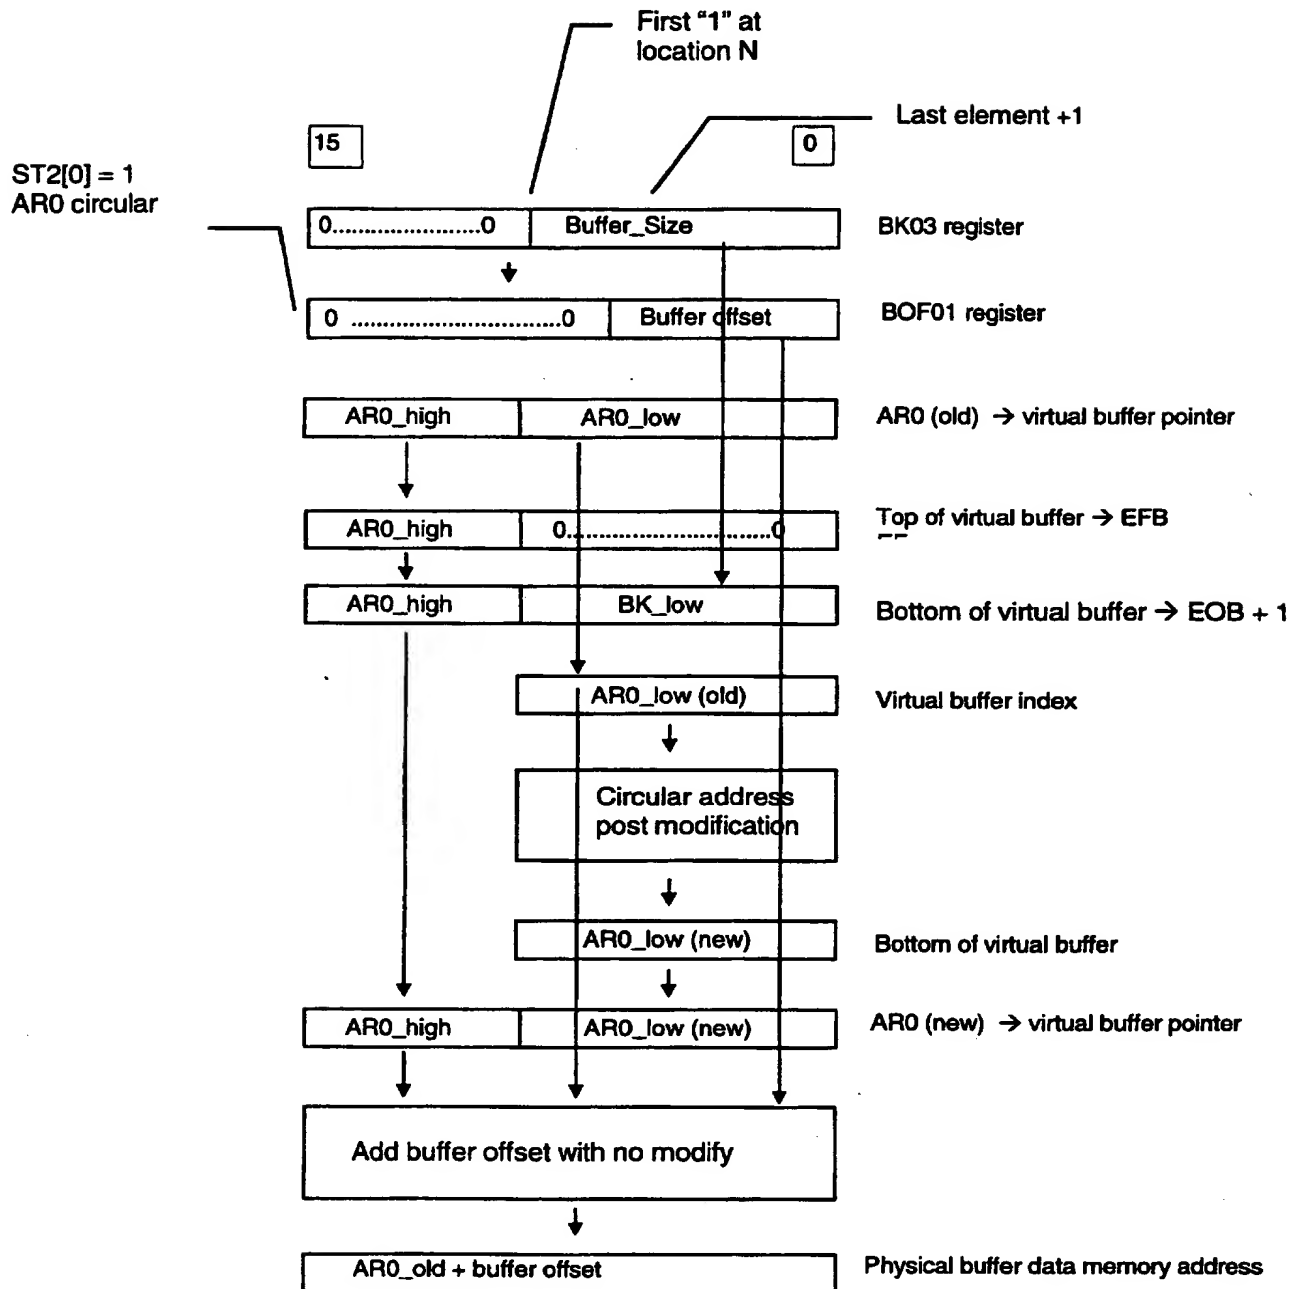 First “1” at
location N
Last element +1
15
0
ST2[0] = 1
AR0 circular
0.......................0 Buffer_Size BK03 register
0 .................................0 Buffer offset BOF01 register
AR0_high AR0_low AR0 (old) → virtual buffer pointer
AR0_high 0................................0 Top of virtual buffer → EFB
AR0_high BK_low Bottom of virtual buffer → EOB + 1
AR0_low (old) Virtual buffer index
Circular address
post modification
AR0_low (new) Bottom of virtual buffer
AR0_high AR0_low (new) AR0 (new) → virtual buffer pointer
Add buffer offset with no modify
AR0_old + buffer offset Physical buffer data memory address